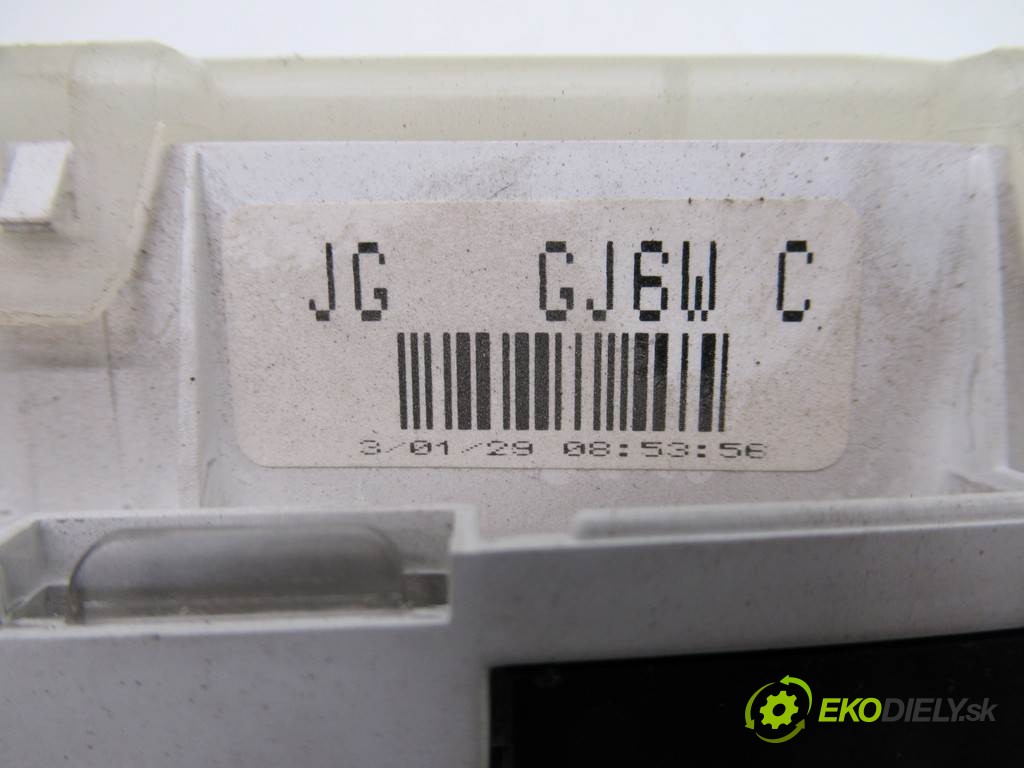 JG GJ6W C
3/01/29 08:53:56
EKODIELY.sk